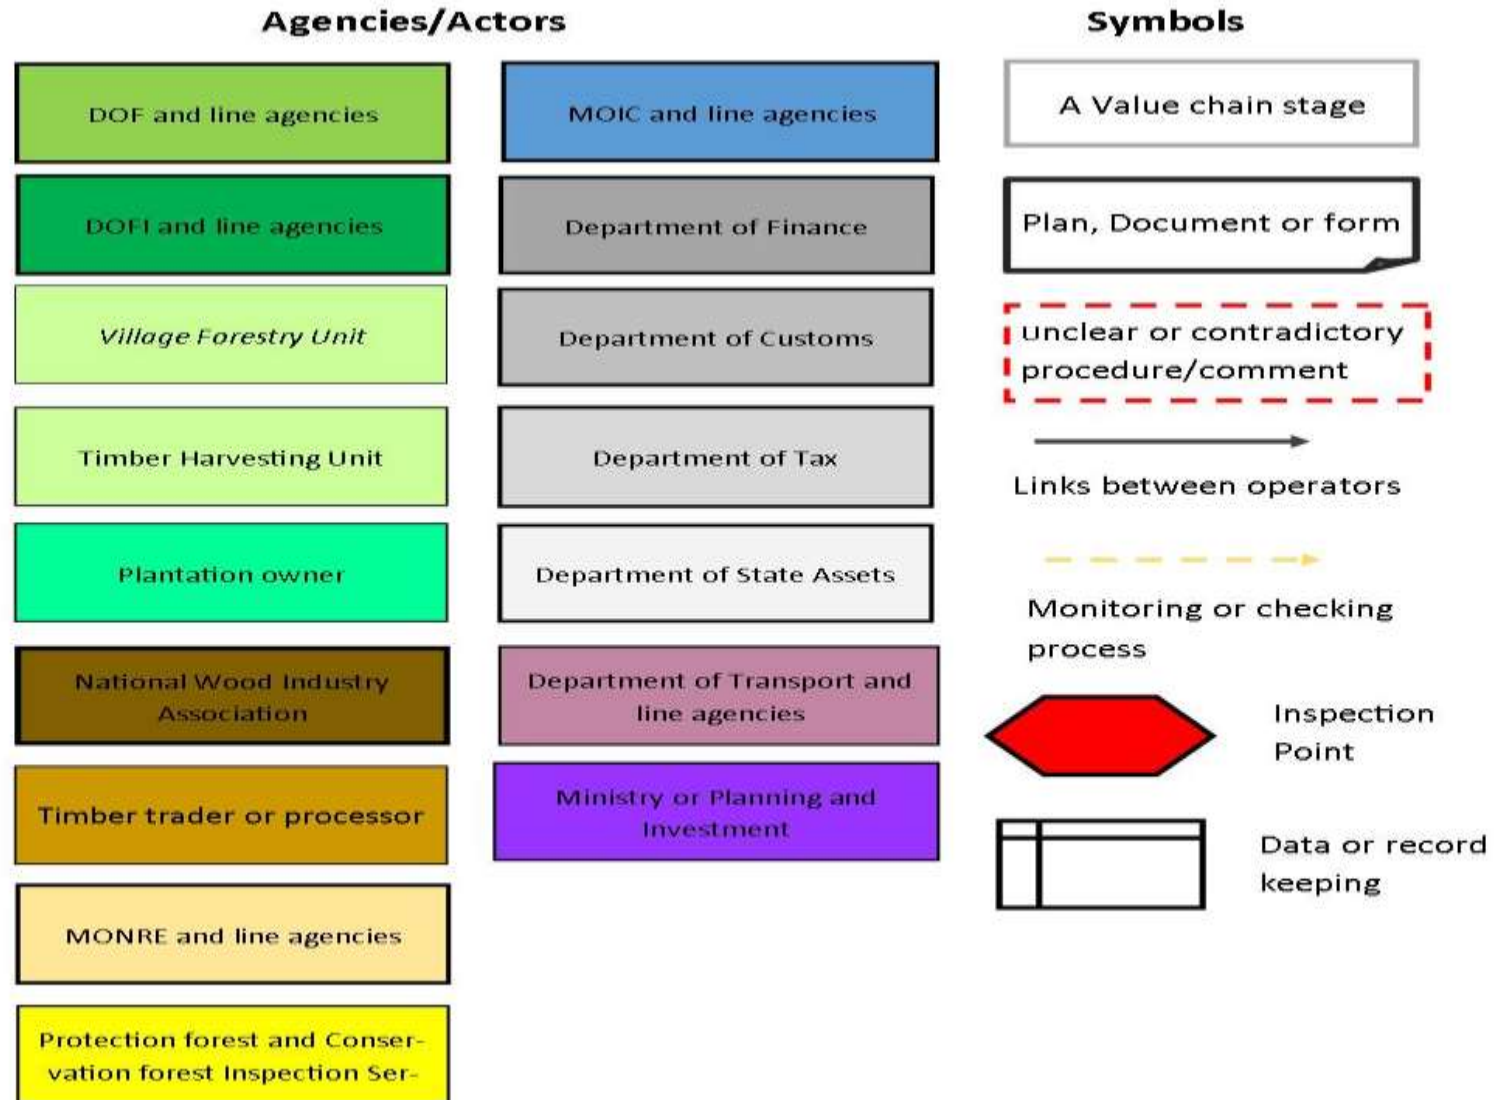 Agencies/Actors
DOF and line agencies
DOFI and line agencies
Village Forestry Unit
Timber Harvesting Unit
Plantation owner
National Wood Industry
Association
Timber trader or processor
MONRE and line agencies
Protection forest and Conser-
vation forest Inspection Ser-
MOIC and line agencies
Department of Finance
Department of Customs
Department of Tax
Department of State Assets
Department of Transport and
line agencies
Ministry or Planning and
Investment
Symbols
A Value chain stage
Plan, Document or form
unclear or contradictory
procedure/comment
Links between operators
Monitoring or checking
process
Inspection
Point
Data or record
keeping